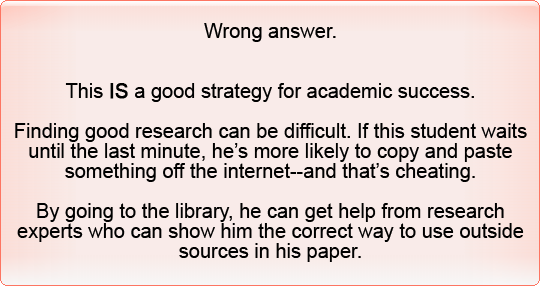 Wrong answer.
This IS a good strategy for academic success.
Finding good research can be difficult. If this student waits
until the last minute, he’s more likely to copy and paste
something off the internet--and that’s cheating.
By going to the library, he can get help from research
experts who can show him the correct way to use outside
sources in his paper.